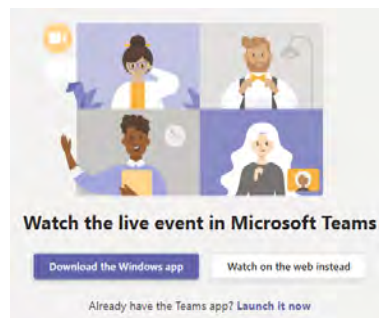 Watch the live event in Microsoft Teams
Download the Windows app Watch on the web instead
Already have the Teams app? Launch it now